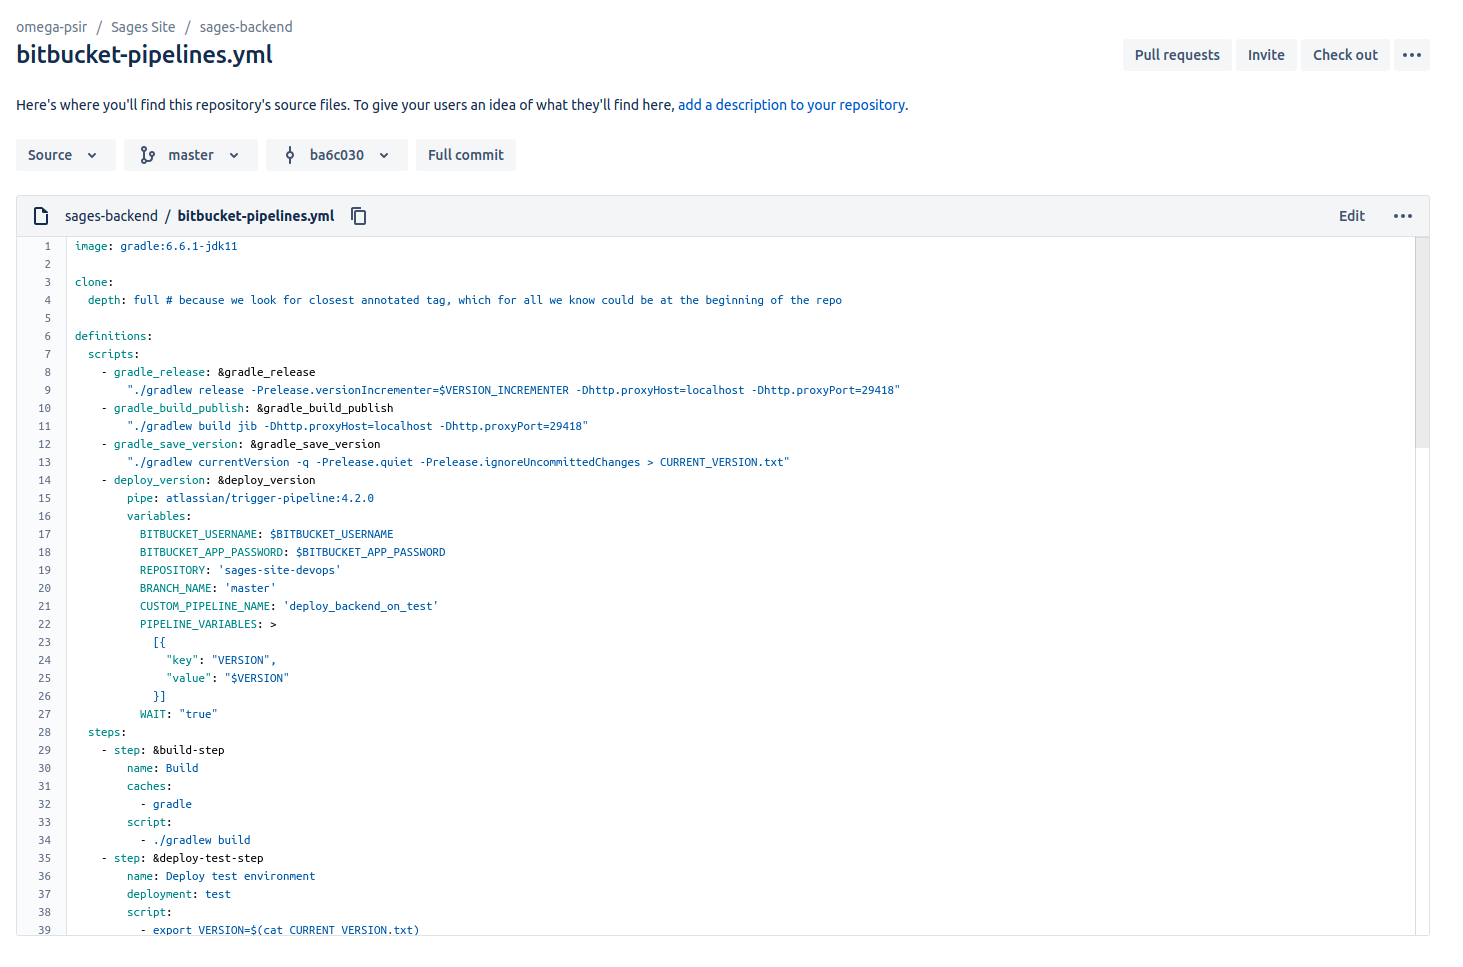 omega-psir / Sages Site / sages-backend
bitbucket-pipelines.yml
Pull requests Invite Check out
Here's where you'll find this repository's source files. To give your users an idea of what they'll find here, add a description to your repository.
Source master ba6c030 Full commit
sages-backend / bitbucket-pipelines.yml Edit
1 image: gradle:6.6.1-jdk11
2
3 clone:
4   depth: full # because we look for closest annotated tag, which for all we know could be at the beginning of the repo
5
6 definitions:
7   scripts:
8     - gradle_release: &gradle_release
9         "./gradlew release -Prelease.versionIncrementer=$VERSION_INCREMENTER -Dhttp.proxyHost=localhost -Dhttp.proxyPort=29418"
10     - gradle_build_publish: &gradle_build_publish
11         "./gradlew build jib -Dhttp.proxyHost=localhost -Dhttp.proxyPort=29418"
12     - gradle_save_version: &gradle_save_version
13         "./gradlew currentVersion -q -Prelease.quiet -Prelease.ignoreUncommittedChanges > CURRENT_VERSION.txt"
14     - deploy_version: &deploy_version
15         pipe: atlassian/trigger-pipeline:4.2.0
16         variables:
17           BITBUCKET_USERNAME: $BITBUCKET_USERNAME
18           BITBUCKET_APP_PASSWORD: $BITBUCKET_APP_PASSWORD
19           REPOSITORY: 'sages-site-devops'
20           BRANCH_NAME: 'master'
21           CUSTOM_PIPELINE_NAME: 'deploy_backend_on_test'
22           PIPELINE_VARIABLES: >
23             [{
24               "key": "VERSION",
25               "value": "$VERSION"
26             }]
27           WAIT: "true"
28   steps:
29     - step: &build-step
30         name: Build
31         caches:
32           - gradle
33         script:
34           - ./gradlew build
35     - step: &deploy-test-step
36         name: Deploy test environment
37         deployment: test
38         script:
39           - export VERSION=$(cat CURRENT_VERSION.txt)